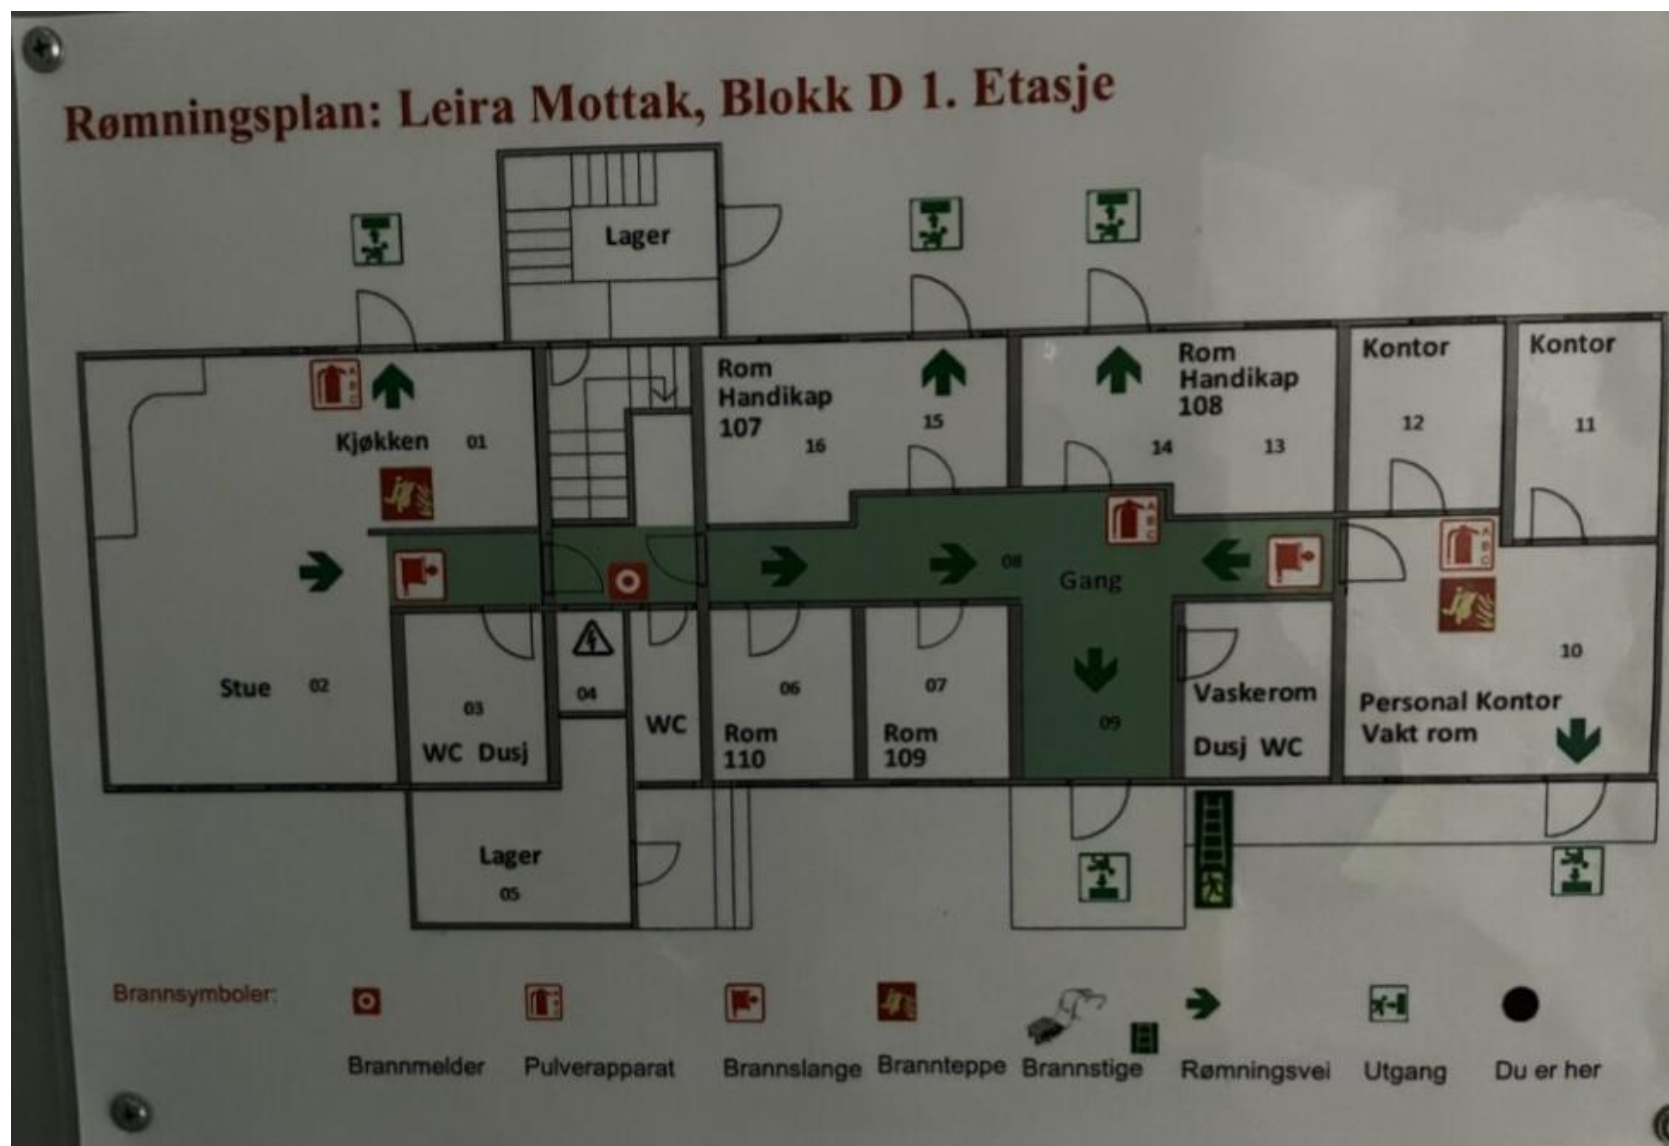 Rømningsplan: Leira Mottak, Blokk D 1. Etasje
Lager
Rom
Handikap
107
16
15
Rom
Handikap
108
14
13
Kontor
12
Kontor
11
A
B
C
Kjøkken 01
08
Gang
A
B
C
A
B
C
Stue 02
03
WC Dusj
04
WC
06
Rom
110
07
Rom
109
09
Vaskerom
Dusj WC
10
Personal Kontor
Vakt rom
Lager
05
Brannsymboler:
Brannmelder
Pulverapparat
Brannslange
Brannteppe
Brannstige
Rømningsvei
Utgang
Du er her